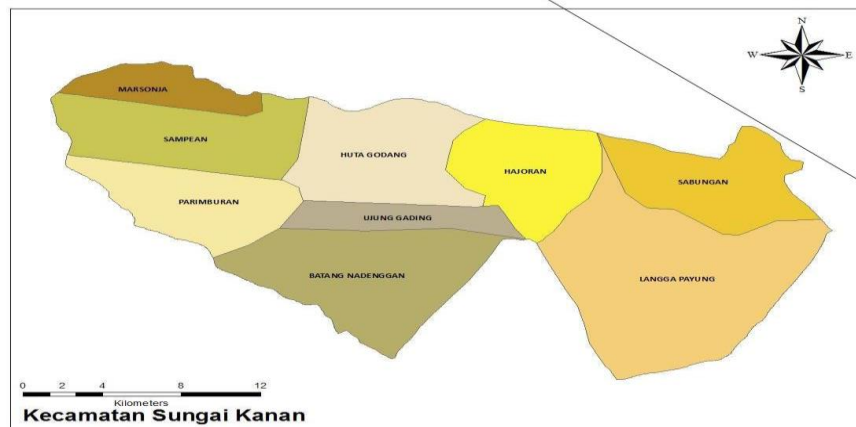 N
W E
S
MARSONJA
SAMPEAN
HUTA GODANG
HAJORAN
SABUNGAN
PARIMBURAN
UJUNG GADING
BATANG NADENGGAN
LANGGA PAYUNG
0 2 4 8 12
Kilometers
Kecamatan Sungai Kanan